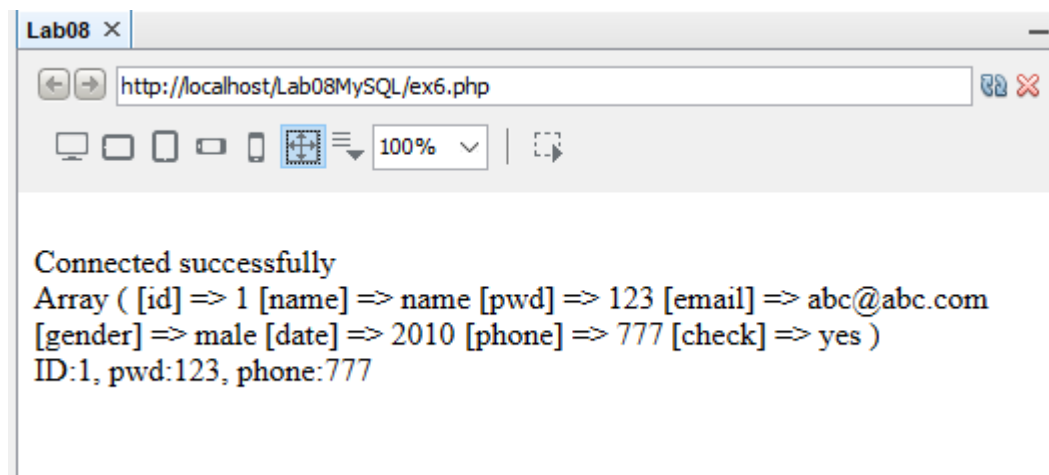 Lab08
http://localhost/Lab08MySQL/ex6.php
100%
Connected successfully
Array ( [id] => 1 [name] => name [pwd] => 123 [email] => abc@abc.com
[gender] => male [date] => 2010 [phone] => 777 [check] => yes )
ID:1, pwd:123, phone:777